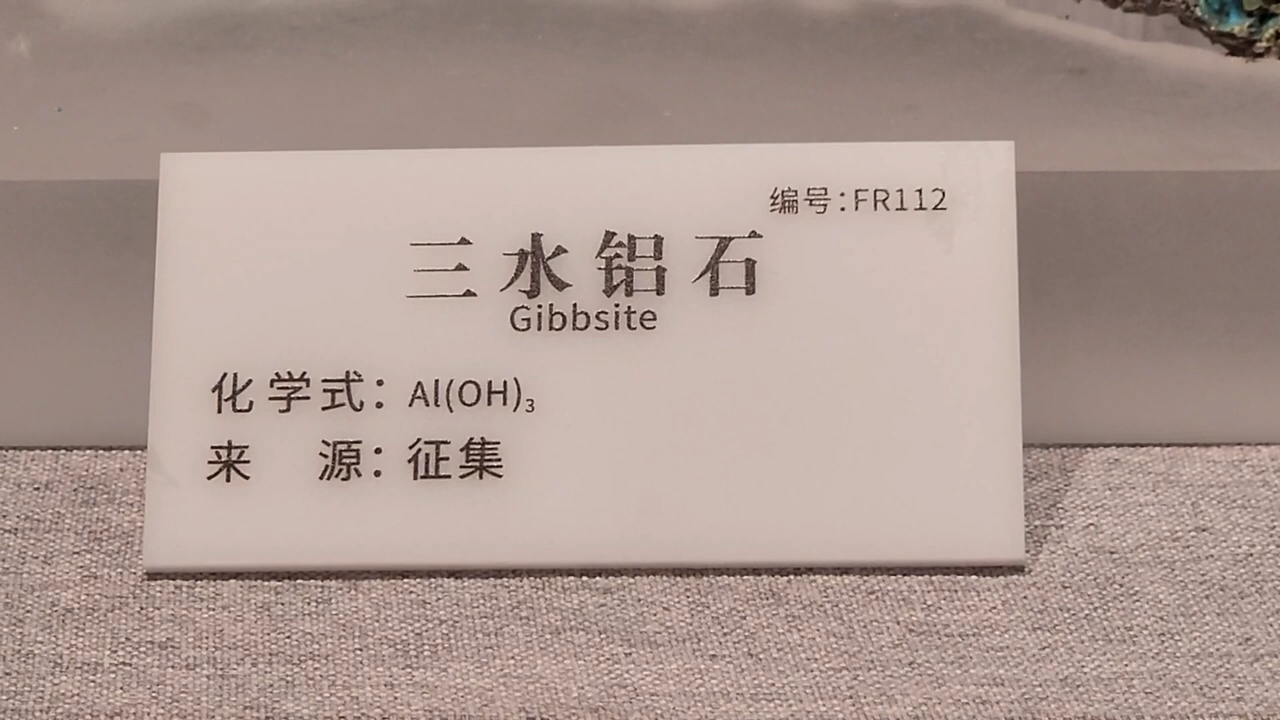 编号:FR112
三水铝石
Gibbsite
化学式：Al(OH)₃
来 源：征集